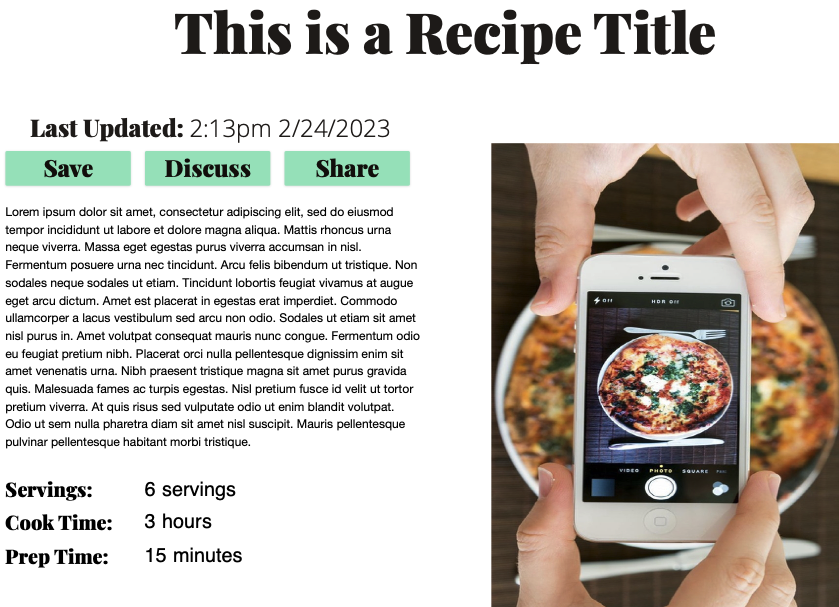 This is a Recipe Title
Last Updated: 2:13pm 2/24/2023
Save Discuss Share
Lorem ipsum dolor sit amet, consectetur adipiscing elit, sed do eiusmod
tempor incididunt ut labore et dolore magna aliqua. Mattis rhoncus urna
neque viverra. Massa eget egestas purus viverra accumsan in nisl.
Fermentum posuere urna nec tincidunt. Arcu felis bibendum ut tristique. Non
sodales neque sodales ut etiam. Tincidunt lobortis feugiat vivamus at augue
eget arcu dictum. Amet est placerat in egestas erat imperdiet. Commodo
ullamcorper a lacus vestibulum sed arcu non odio. Sodales ut etiam sit amet
nisl purus in. Amet volutpat consequat mauris nunc congue. Fermentum odio
eu feugiat pretium nibh. Placerat orci nulla pellentesque dignissim enim sit
amet venenatis urna. Nibh praesent tristique magna sit amet purus gravida
quis. Malesuada fames ac turpis egestas. Nisl pretium fusce id velit ut tortor
pretium viverra. At quis risus sed vulputate odio ut enim blandit volutpat.
Odio ut sem nulla pharetra diam sit amet nisl suscipit. Mauris pellentesque
pulvinar pellentesque habitant morbi tristique.
Servings: 6 servings
Cook Time: 3 hours
Prep Time: 15 minutes
Off HDR Off
VIDEO PHOTO SQUARE